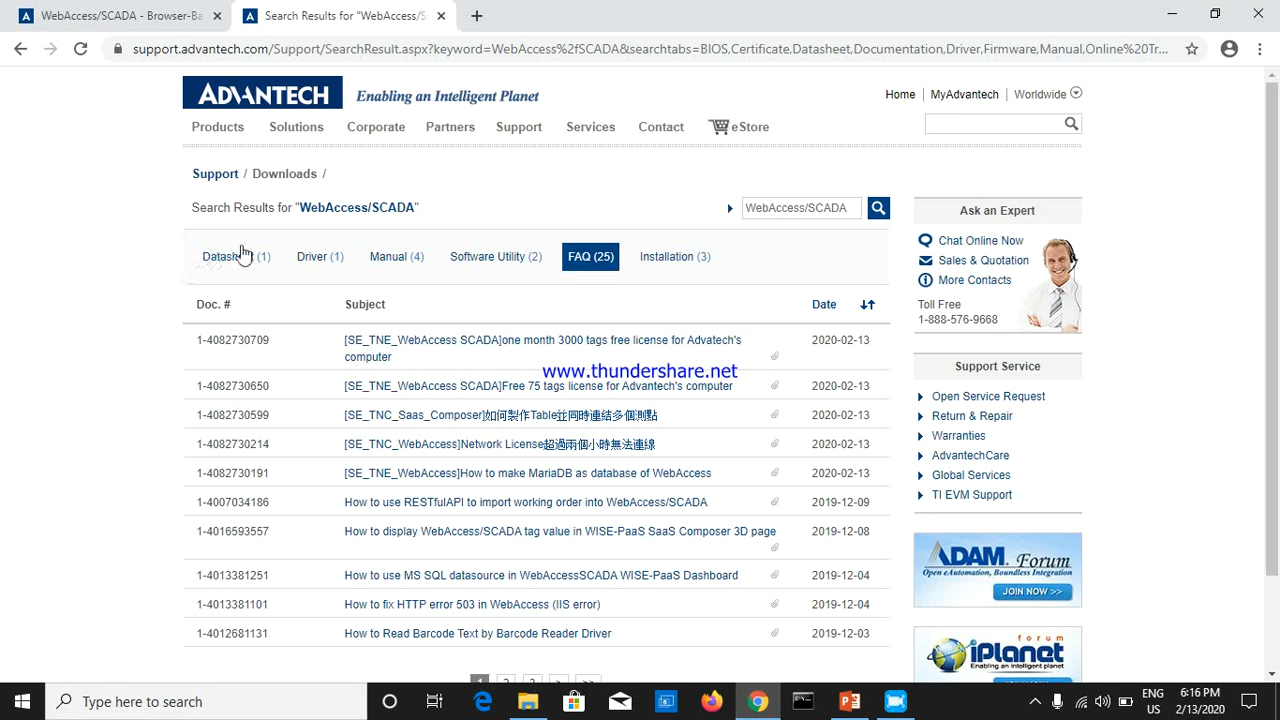 WebAccess/SCADA - Browser-Ba
Search Results for "WebAccess/S
support.advantech.com/Support/SearchResult.aspx?keyword=WebAccess%2fSCADA&searchtabs=BIOS,Certificate,Datasheet,Documentation,Driver,Firmware,Manual,Online%20Tr...
ADVANTECH Enabling an Intelligent Planet
Home MyAdvantech Worldwide
Products Solutions Corporate Partners Support Services Contact eStore
Support / Downloads /
Search Results for "WebAccess/SCADA"
WebAccess/SCADA
Datasheet (1) Driver (1) Manual (4) Software Utility (2) FAQ (25) Installation (3)
Doc. # Subject Date
1-4082730709 [SE_TNE_WebAccess SCADA]one month 3000 tags free license for Advatech's computer 2020-02-13
www.thundershare.net
1-4082730650 [SE_TNE_WebAccess SCADA]Free 75 tags license for Advantech's computer 2020-02-13
1-4082730599 [SE_TNC_Saas_Composer]如何製作Table並同時連結多個測點 2020-02-13
1-4082730214 [SE_TNC_WebAccess]Network License超過兩個小時無法連線 2020-02-13
1-4082730191 [SE_TNE_WebAccess]How to make MariaDB as database of WebAccess 2020-02-13
1-4007034186 How to use RESTfulAPI to import working order into WebAccess/SCADA 2019-12-09
1-4016593557 How to display WebAccess/SCADA tag value in WISE-PaaS SaaS Composer 3D page 2019-12-08
1-4013381251 How to use MS SQL datasource in WebAccessSCADA WISE-PaaS Dashboard 2019-12-04
1-4013381101 How to fix HTTP error 503 in WebAccess (IIS error) 2019-12-04
1-4012681131 How to Read Barcode Text by Barcode Reader Driver 2019-12-03
Ask an Expert
Chat Online Now
Sales & Quotation
More Contacts
Toll Free
1-888-576-9668
Support Service
Open Service Request
Return & Repair
Warranties
AdvantechCare
Global Services
TI EVM Support
ADAM Forum
Open eAutomation, Boundless Integration
JOIN NOW >>
forum
iPlanet
Enabling an intelligent planet
Type here to search
ENG
US
6:16 PM
2/13/2020